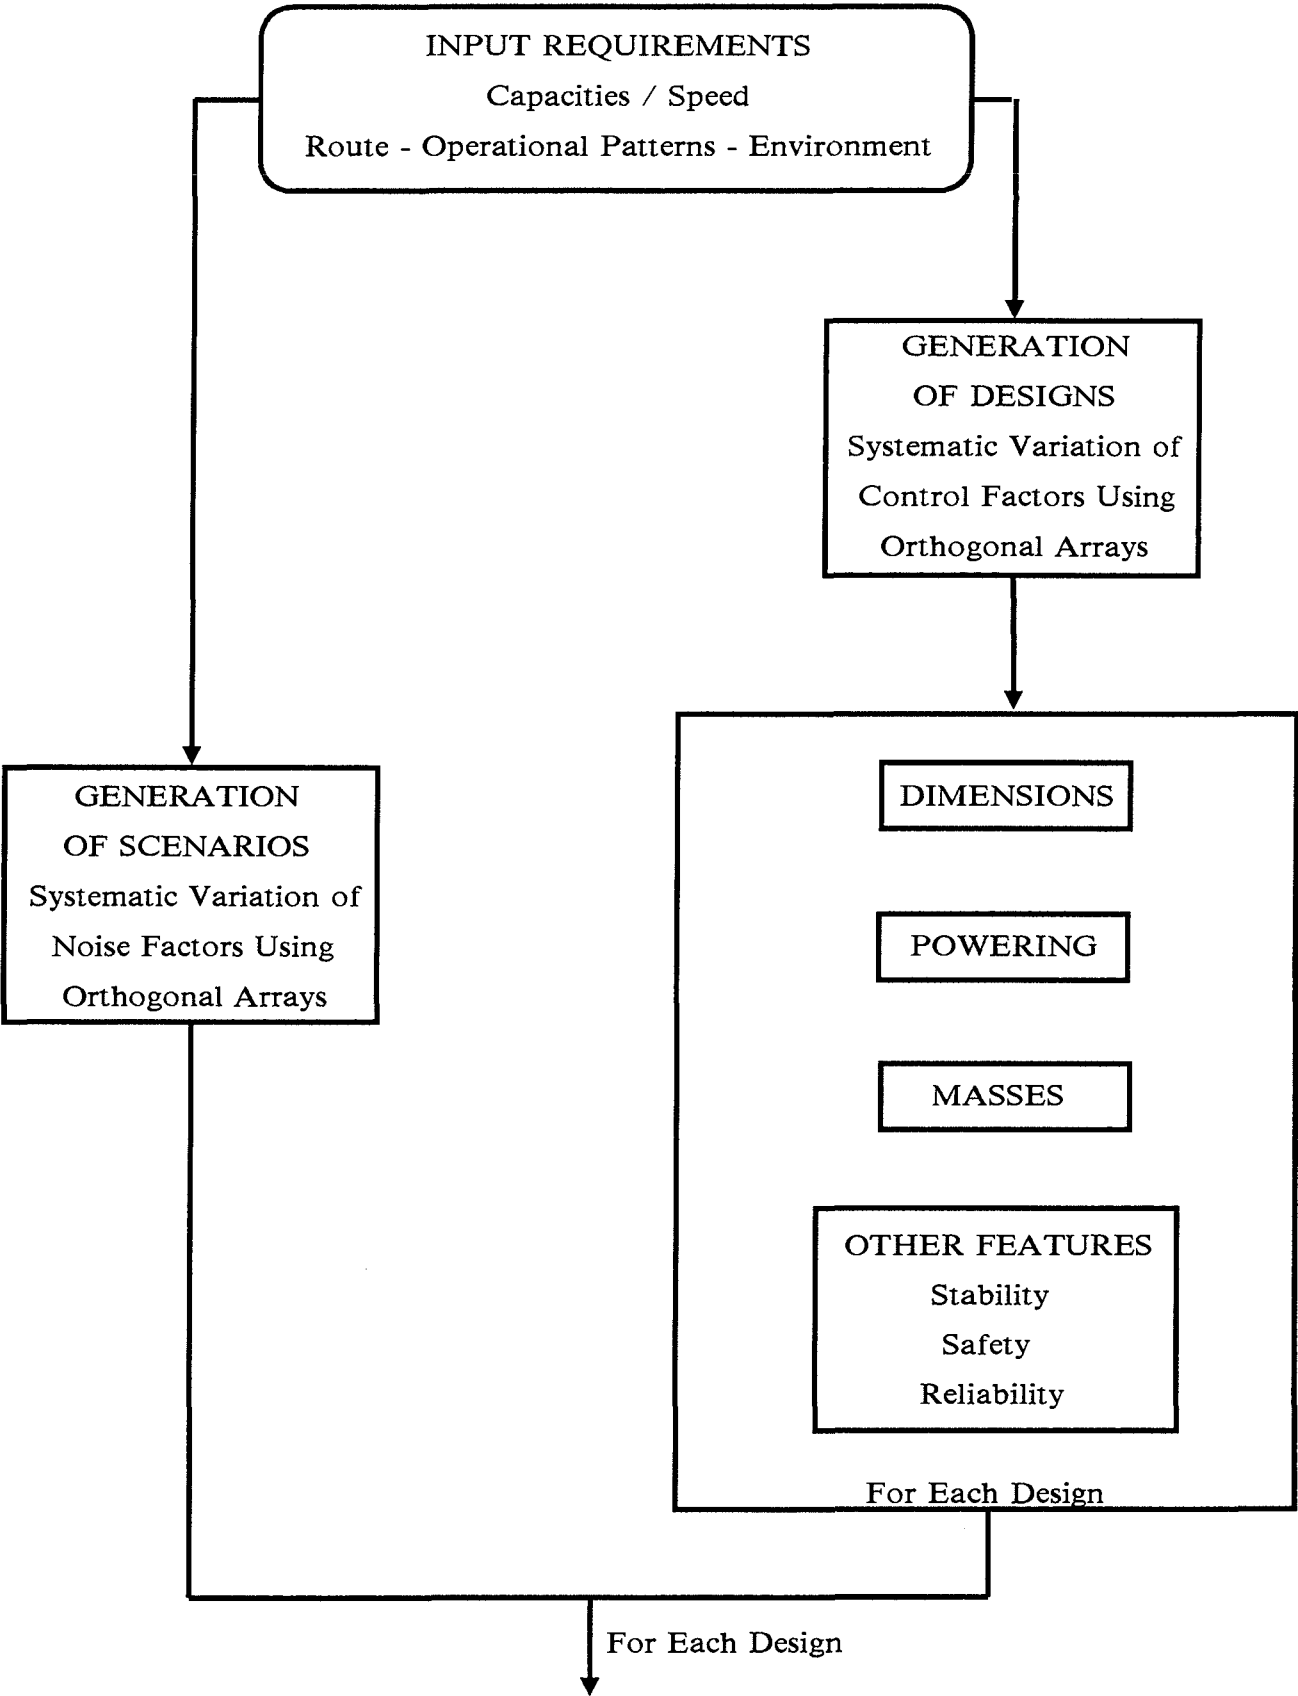 INPUT REQUIREMENTS
Capacities / Speed
Route - Operational Patterns - Environment
GENERATION
OF DESIGNS
Systematic Variation of
Control Factors Using
Orthogonal Arrays
GENERATION
OF SCENARIOS
Systematic Variation of
Noise Factors Using
Orthogonal Arrays
DIMENSIONS
POWERING
MASSES
OTHER FEATURES
Stability
Safety
Reliability
For Each Design
For Each Design